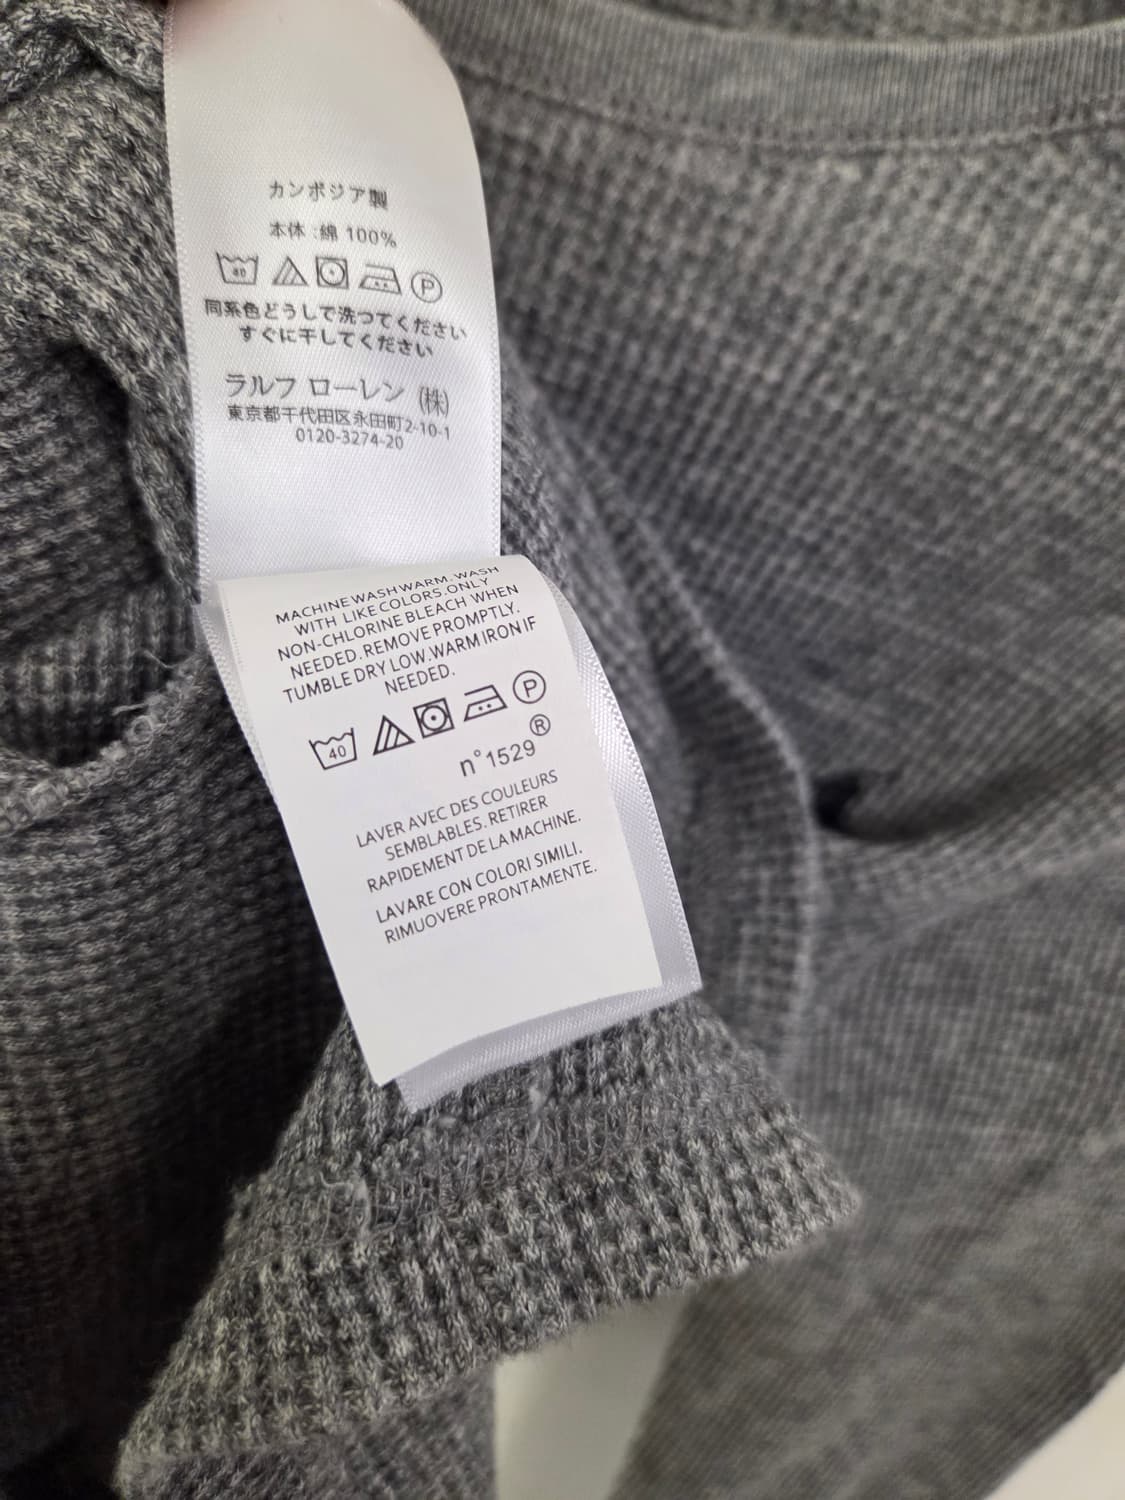 カンボジア製
本体:綿 100%
40
P
同系色どうしで洗つてください
すぐに干してください
ラルフ ローレン (株)
東京都千代田区永田町2-10-1
0120-3274-20
MACHINE WASH WARM. WASH
WITH LIKE COLORS. ONLY
NON-CHLORINE BLEACH WHEN
NEEDED. REMOVE PROMPTLY.
TUMBLE DRY LOW. WARM IRON IF
NEEDED.
40
P
n°1529®
LAVER AVEC DES COULEURS
SEMBLABLES. RETIRER
RAPIDEMENT DE LA MACHINE.
LAVARE CON COLORI SIMILI.
RIMUOVERE PRONTAMENTE.